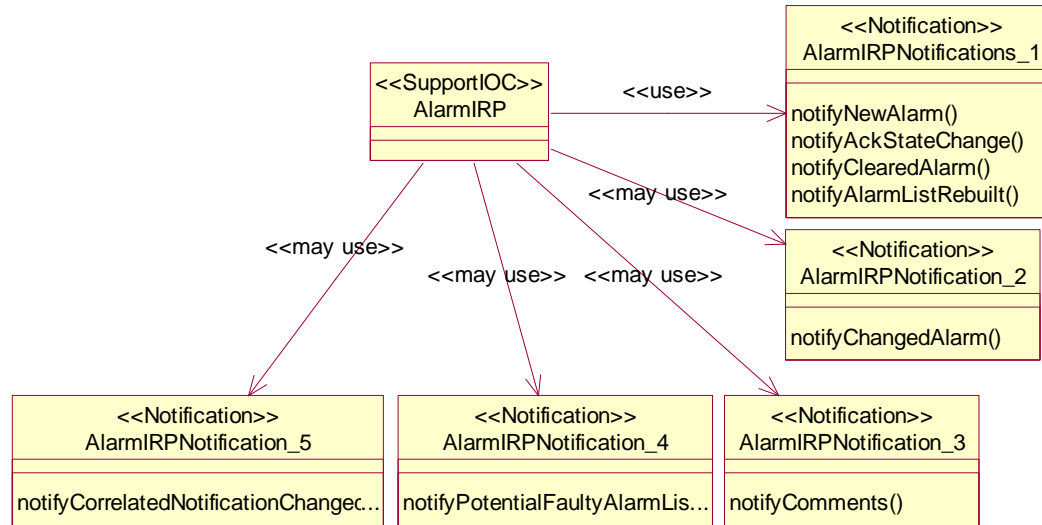 <<Notification>>
AlarmIRPNotifications_1
notifyNewAlarm()
notifyAckStateChange()
notifyClearedAlarm()
notifyAlarmListRebuilt()
<<SupportIOC>>
AlarmIRP
<<use>>
<<may use>>
<<Notification>>
AlarmIRPNotification_2
notifyChangedAlarm()
<<may use>>
<<may use>>
<<may use>>
<<Notification>>
AlarmIRPNotification_5
notifyCorrelatedNotificationChanged...
<<Notification>>
AlarmIRPNotification_4
notifyPotentialFaultyAlarmLis...
<<Notification>>
AlarmIRPNotification_3
notifyComments()